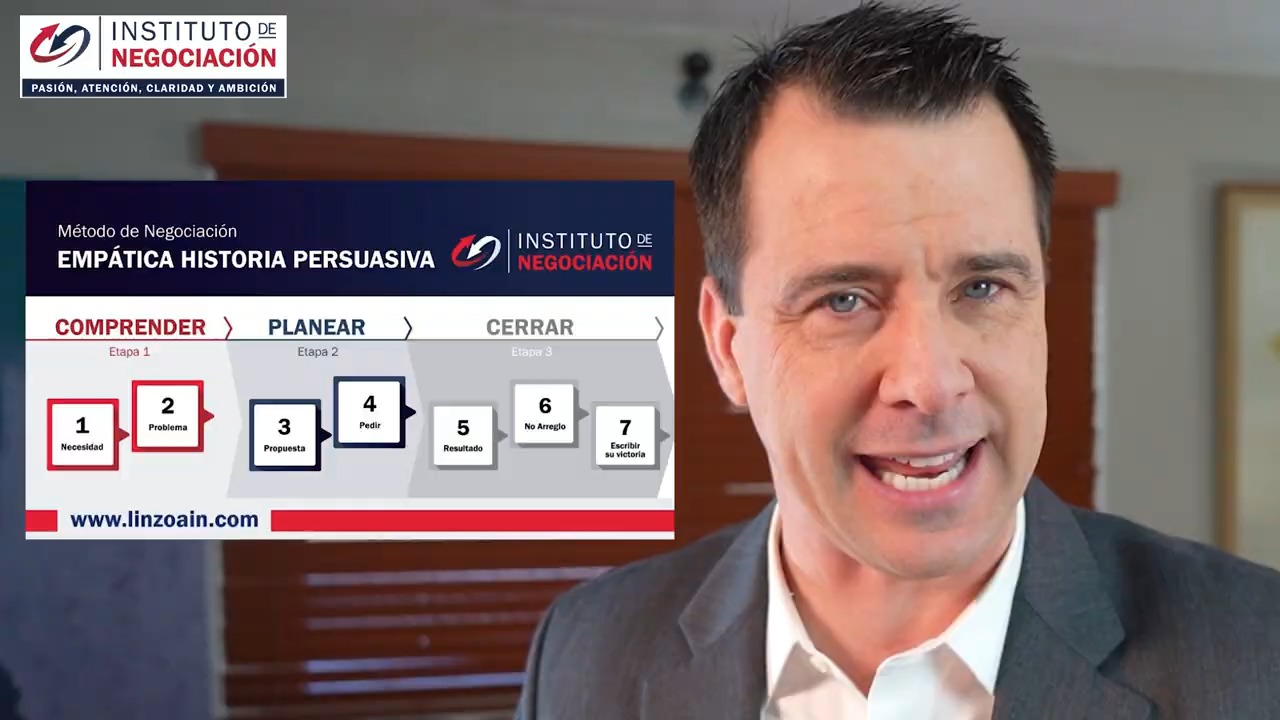 INSTITUTO DE
NEGOCIACIÓN
PASIÓN, ATENCIÓN, CLARIDAD Y AMBICIÓN
Método de Negociación
EMPÁTICA HISTORIA PERSUASIVA
INSTITUTO DE
NEGOCIACIÓN
COMPRENDER
PLANEAR
CERRAR
Etapa 1
Etapa 2
Etapa 3
1
Necesidad
2
Problema
3
Propuesta
4
Pedir
5
Resultado
6
No Arreglo
7
Escribir
su victoria
www.linzoain.com